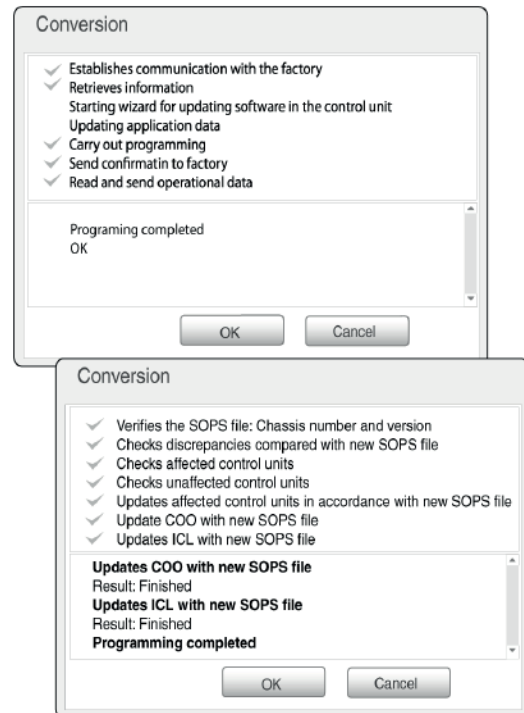 Conversion
Establishes communication with the factory
Retrieves information
Starting wizard for updating software in the control unit
Updating application data
Carry out programming
Send confirmatin to factory
Read and send operational data
Programing completed
OK
OK Cancel
Conversion
Verifies the SOPS file: Chassis number and version
Checks discrepancies compared with new SOPS file
Checks affected control units
Checks unaffected control units
Updates affected control units in accordance with new SOPS file
Update COO with new SOPS file
Updates ICL with new SOPS file
Updates COO with new SOPS file
Result: Finished
Updates ICL with new SOPS file
Result: Finished
Programming completed
OK Cancel